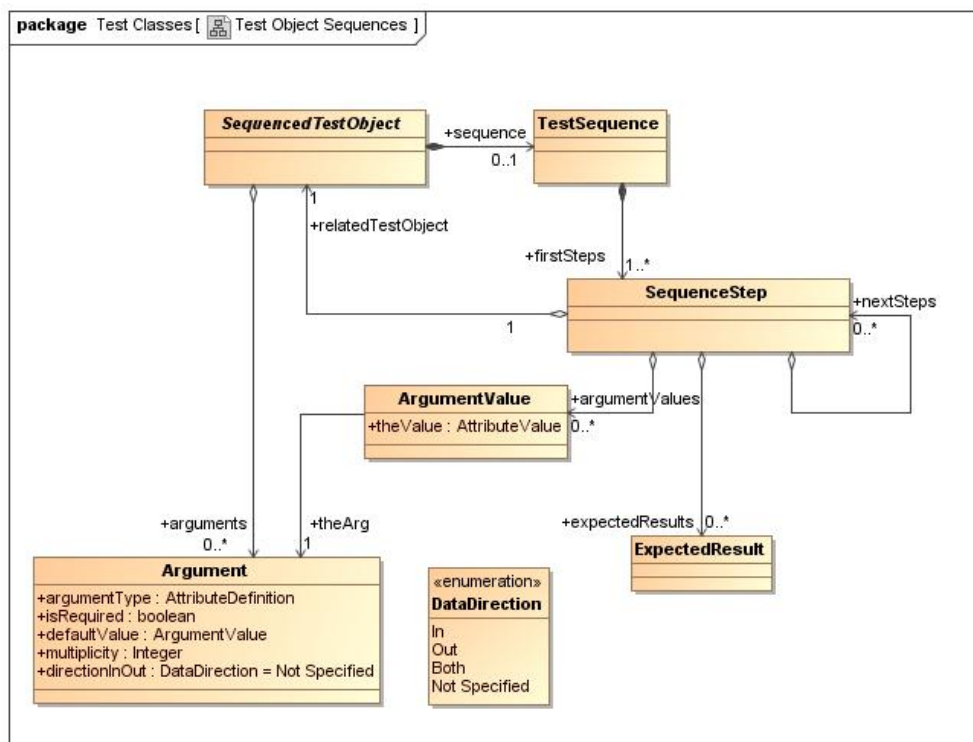 package Test Classes [ Test Object Sequences ]
SequencedTestObject
+sequence
0..1
TestSequence
1
+relatedTestObject
+firstSteps
1..*
SequenceStep
1
+nextSteps
0..*
ArgumentValue
+theValue : AttributeValue
+argumentValues
0..*
+arguments
0..*
+theArg
1
+expectedResults
0..*
ExpectedResult
Argument
+argumentType : AttributeDefinition
+isRequired : boolean
+defaultValue : ArgumentValue
+multiplicity : Integer
+directionInOut : DataDirection = Not Specified
«enumeration»
DataDirection
In
Out
Both
Not Specified